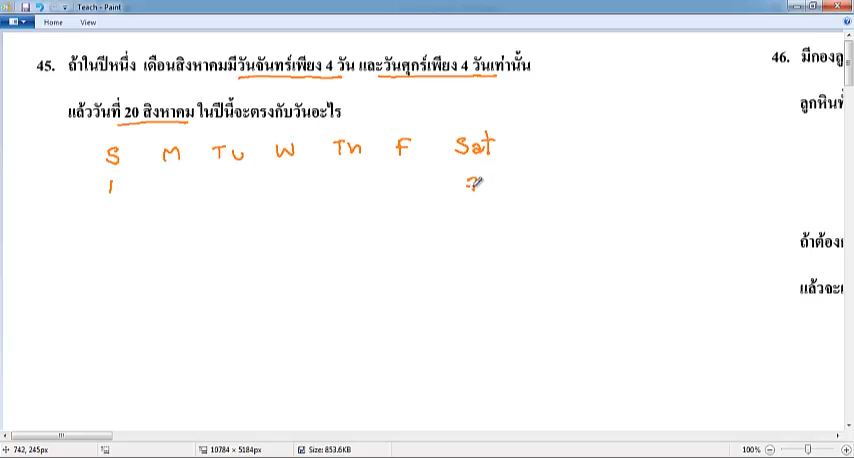 Teach - Paint
Home View
45. ถ้าในปีหนึ่ง เดือนสิงหาคมมีวันจันทร์เพียง 4 วัน และวันศุกร์เพียง 4 วันเท่านั้น
แล้ววันที่ 20 สิงหาคม ในปีนี้จะตรงกับวันอะไร
S M Tu W Th F Sat
1
46. มีกองลู
ลูกหินทั้
ถ้าต้อง
แล้วจะ
742, 245px 10784 × 5184px Size: 853.6KB 100%